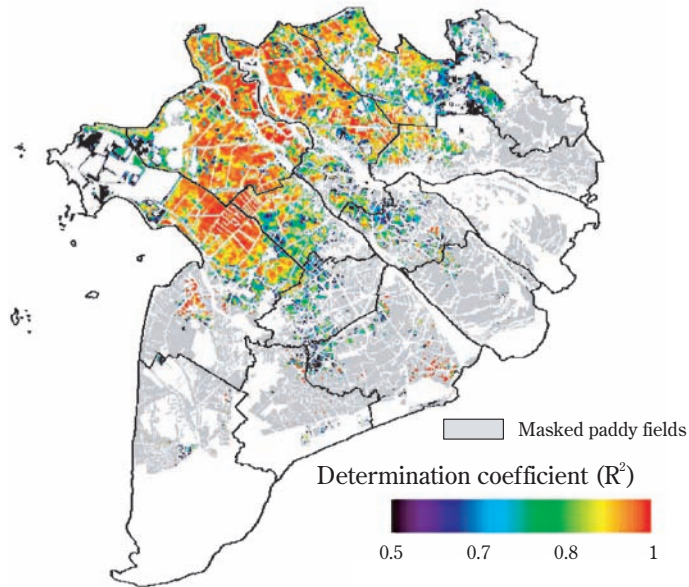 Masked paddy fields
Determination coefficient (R²)
0.5 0.7 0.8 1